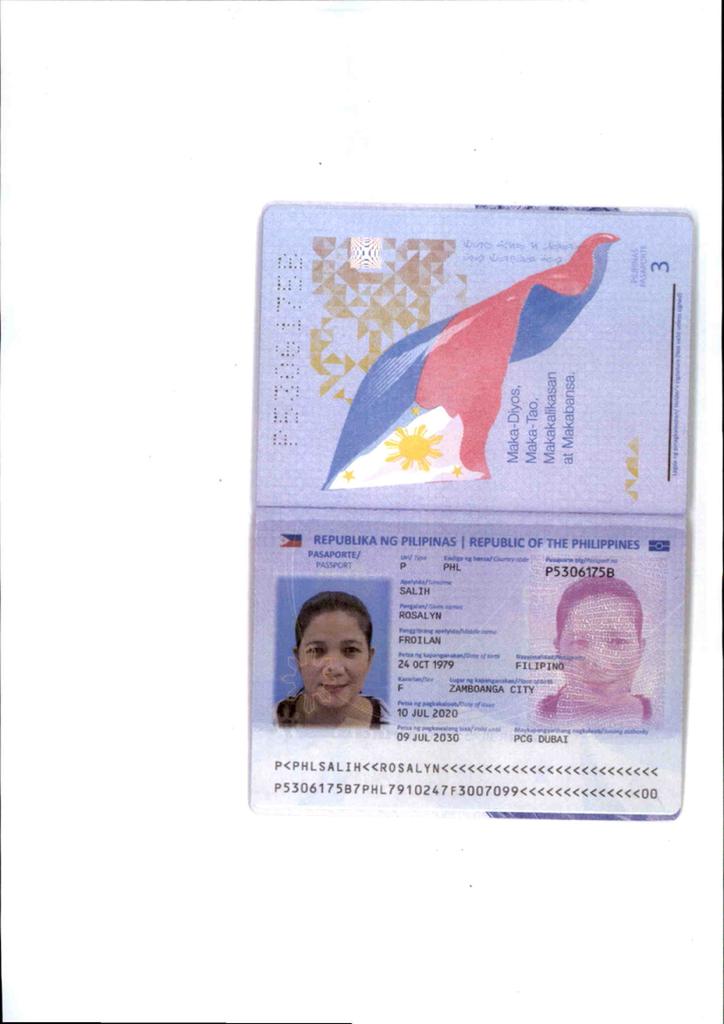 P5306175B
PILIPINAS
PASAPORTE
3
Maka-Diyos,
Maka-Tao,
Makakalikasan
at Makabansa.
REPUBLIKA NG PILIPINAS | REPUBLIC OF THE PHILIPPINES
PASAPORTE/
PASSPORT
Uri/ Type
Kodigo ng bansa/ Country code
Pasaporte blg/Passport no
P
PHL
P5306175B
Apelyido/Surname
SALIH
Pangalan/Given names
ROSALYN
Panggitnang apelyido/Middle name
FROILAN
Petsa ng kapanganakan/Date of birth
Nasyonalidad/Nationality
24 OCT 1979
FILIPINO
Kasarian/Sex
Lugar ng kapanganakan/Place of birth
F
ZAMBOANGA CITY
Petsa ng pagkakaloob/Date of issue
10 JUL 2020
Petsa ng pagkawalang bisa/Valid until
Maykapangyarihang nagkaloob/Issuing authority
09 JUL 2030
PCG DUBAI
P<PHLSALIH<<ROSALYN<<<<<<<<<<<<<<<<<<<<<<<<<
P5306175B7PHL7910247F3007099<<<<<<<<<<<<<<00